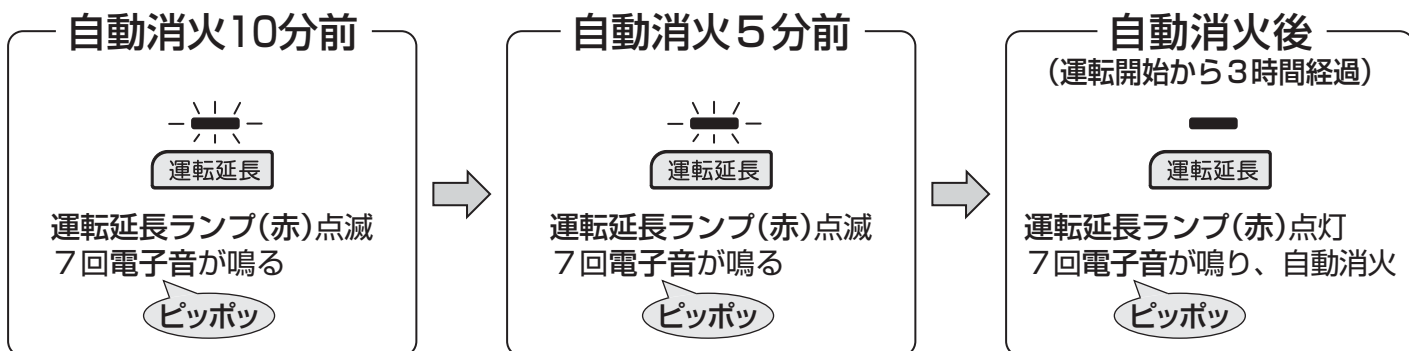 自動消火10分前
運転延長
運転延長ランプ(赤)点滅
７回電子音が鳴る
ピッポッ
自動消火５分前
運転延長
運転延長ランプ(赤)点滅
７回電子音が鳴る
ピッポッ
自動消火後
（運転開始から３時間経過）
運転延長
運転延長ランプ(赤)点灯
７回電子音が鳴り、自動消火
ピッポッ